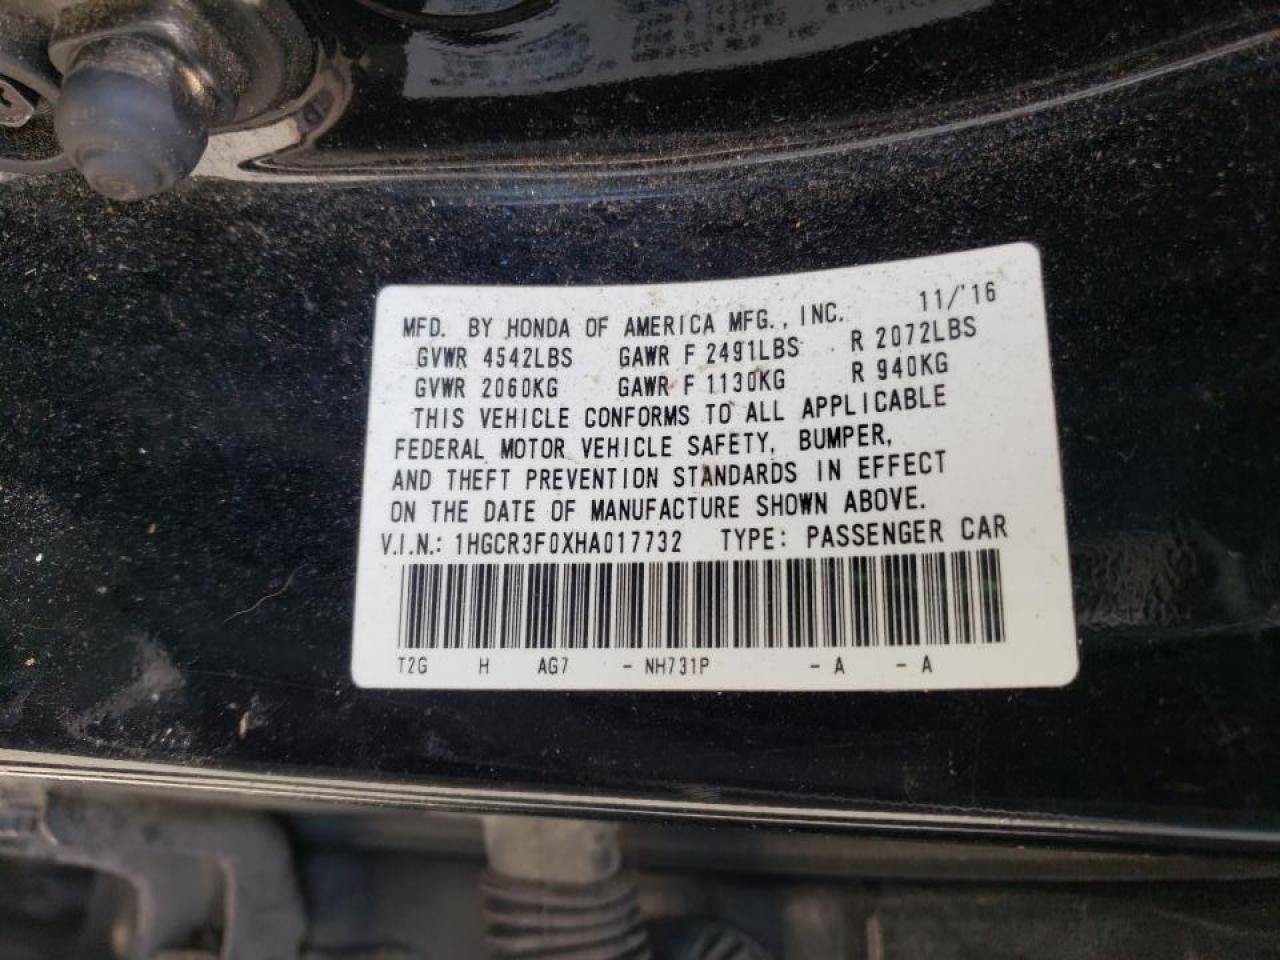 MFD. BY HONDA OF AMERICA MFG., INC. 11/'16
GVWR 4542LBS GAWR F 2491LBS R 2072LBS
GVWR 2060KG GAWR F 1130KG R 940KG
THIS VEHICLE CONFORMS TO ALL APPLICABLE
FEDERAL MOTOR VEHICLE SAFETY, BUMPER,
AND THEFT PREVENTION STANDARDS IN EFFECT
ON THE DATE OF MANUFACTURE SHOWN ABOVE.
V.I.N.: 1HGCR3F0XHA017732 TYPE: PASSENGER CAR
T2G H AG7 - NH731P - A - A